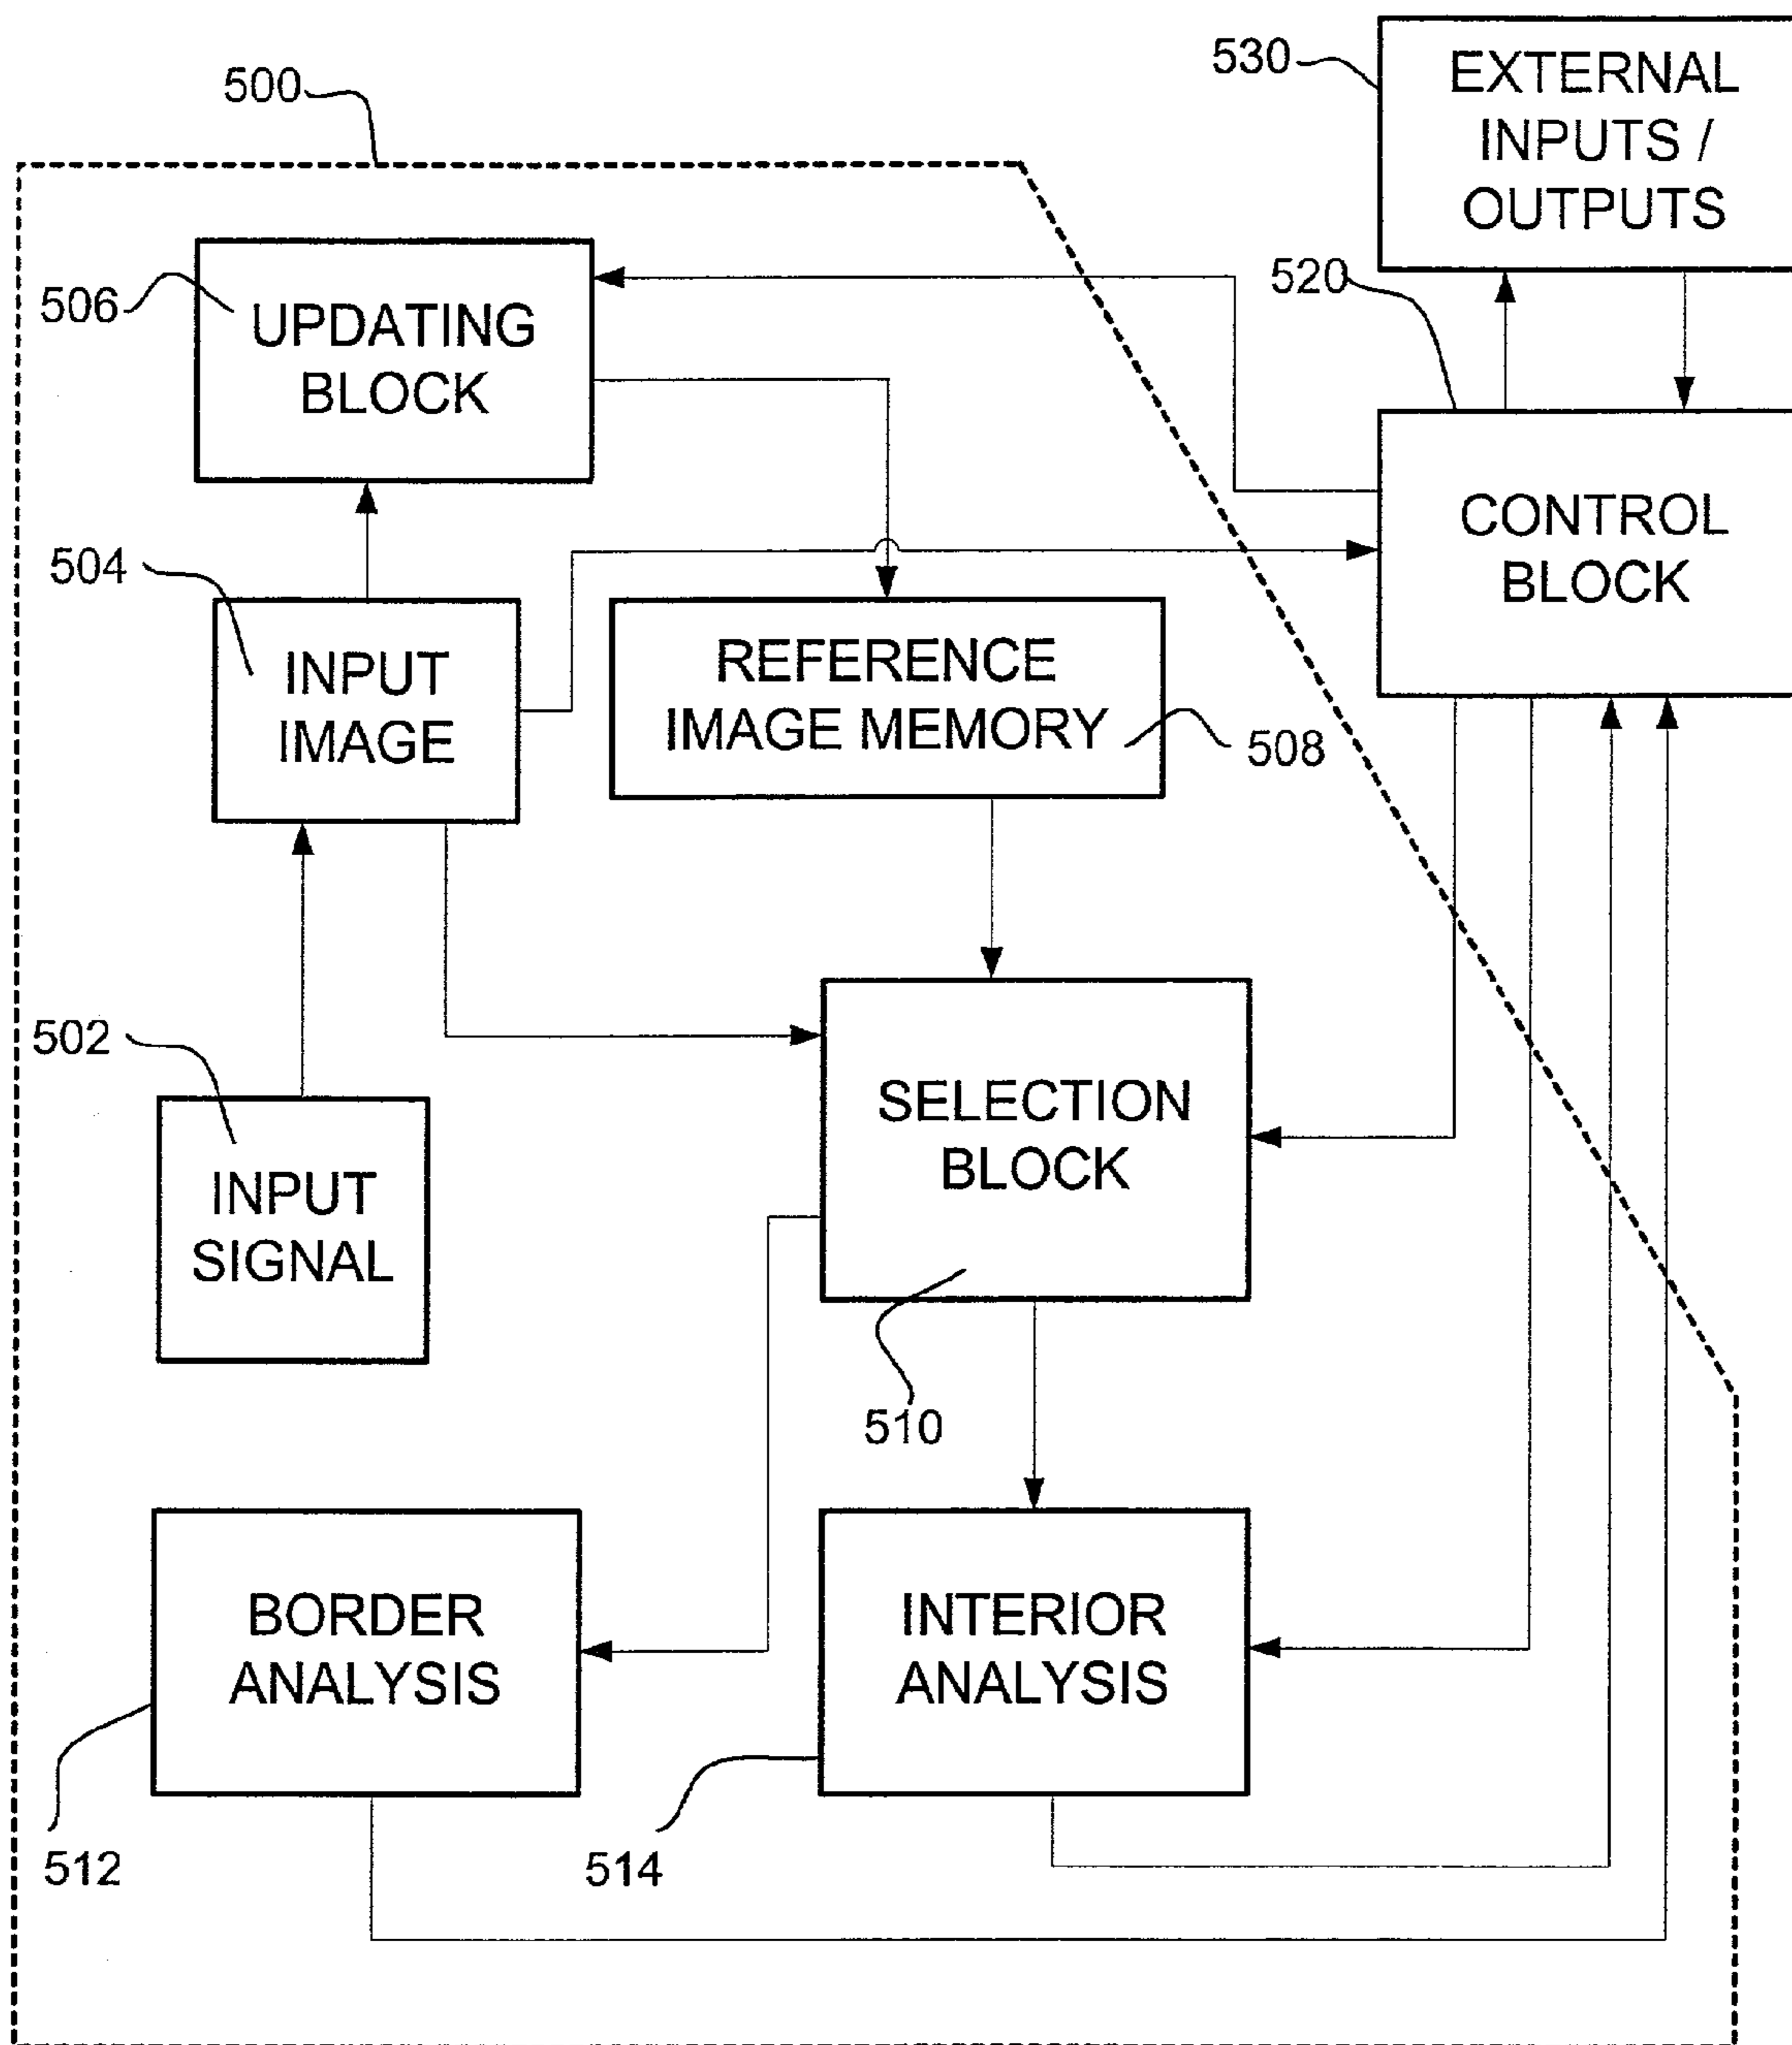 530
EXTERNAL
INPUTS /
OUTPUTS
500
520
506
UPDATING
BLOCK
CONTROL
BLOCK
504
INPUT
IMAGE
REFERENCE
IMAGE MEMORY
508
502
INPUT
SIGNAL
SELECTION
BLOCK
510
BORDER
ANALYSIS
INTERIOR
ANALYSIS
512
514